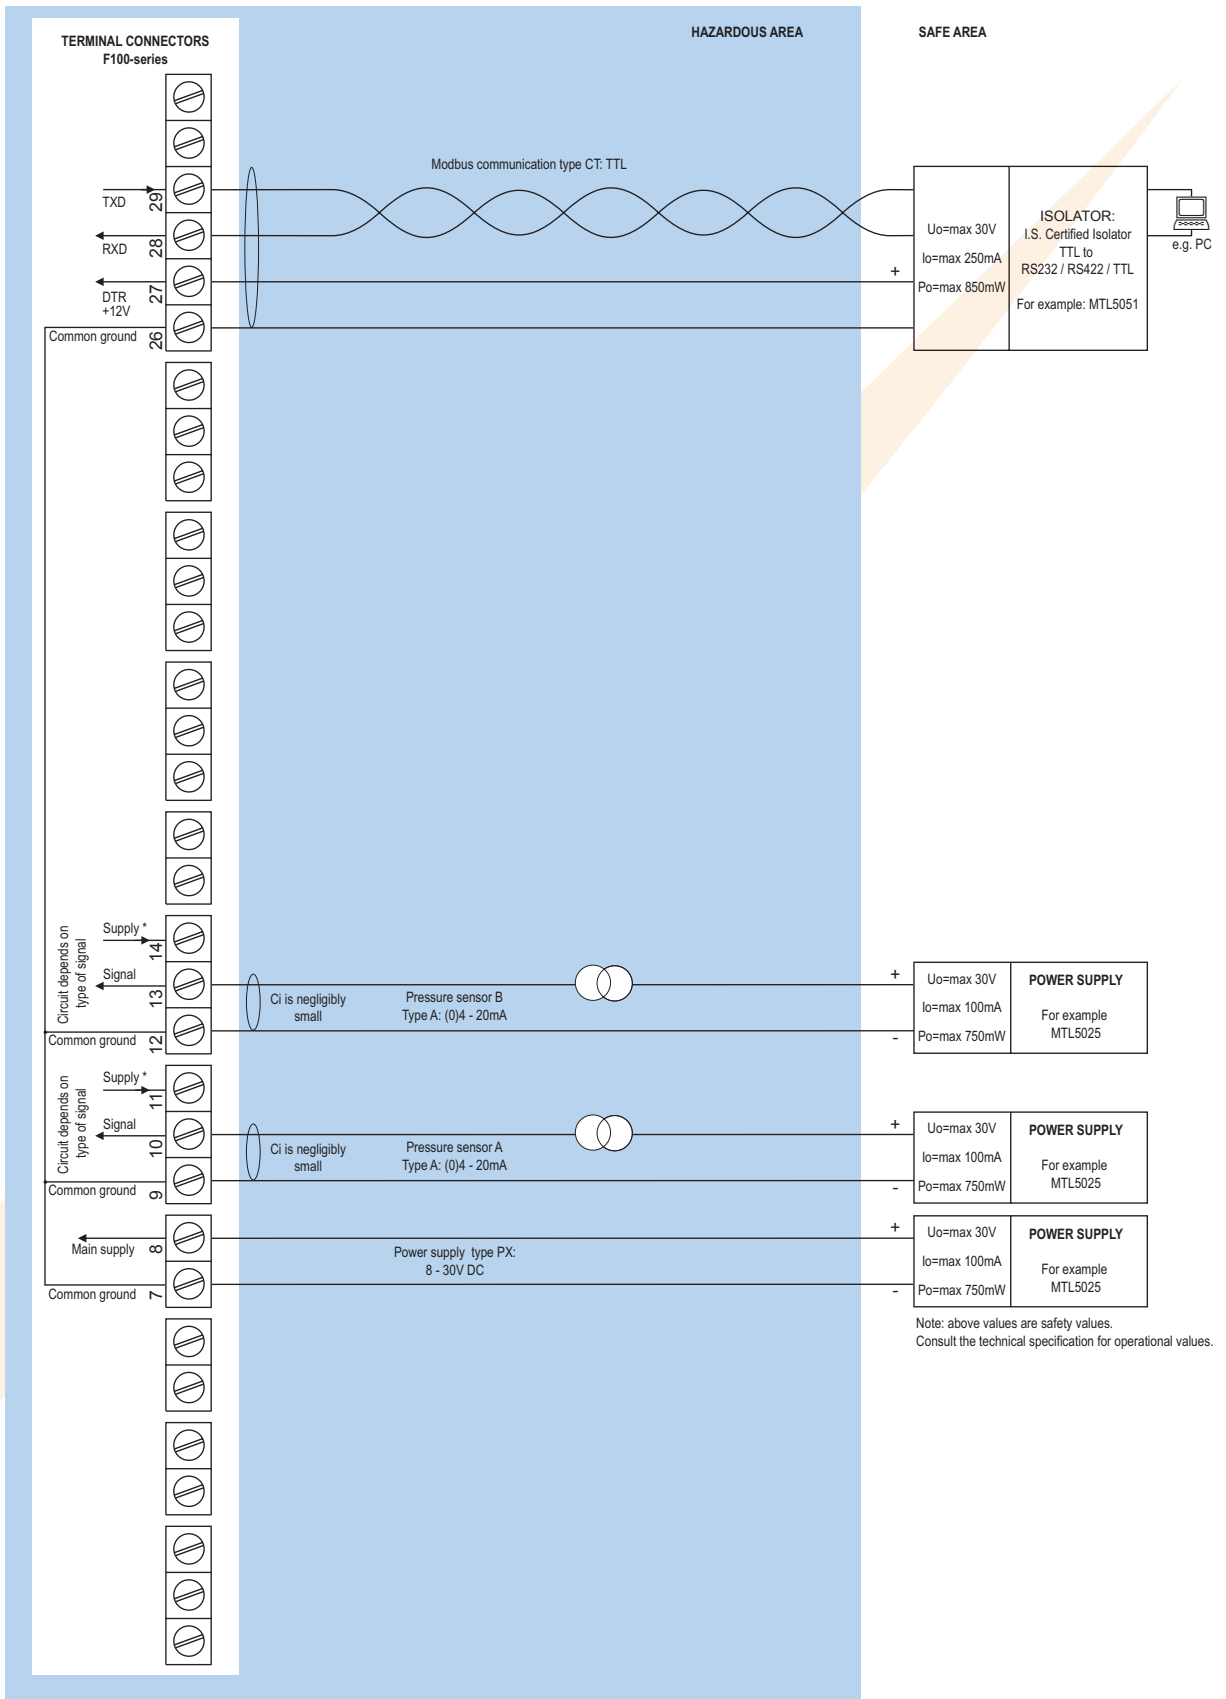 TERMINAL CONNECTORS
F100-series
HAZARDOUS AREA
SAFE AREA
Modbus communication type CT: TTL
TXD
29
RXD
28
DTR
+12V
27
Common ground
26
+
Uo=max 30V
Io=max 250mA
Po=max 850mW
ISOLATOR:
I.S. Certified Isolator
TTL to
RS232 / RS422 / TTL
For example: MTL5051
e.g. PC
Circuit depends on
type of signal
Supply *
14
Signal
13
Common ground
12
Ci is negligibly
small
Pressure sensor B
Type A: (0)4 - 20mA
+
-
Uo=max 30V
Io=max 100mA
Po=max 750mW
POWER SUPPLY
For example
MTL5025
Circuit depends on
type of signal
Supply *
11
Signal
10
Common ground
9
Ci is negligibly
small
Pressure sensor A
Type A: (0)4 - 20mA
+
-
Uo=max 30V
Io=max 100mA
Po=max 750mW
POWER SUPPLY
For example
MTL5025
Main supply
8
Common ground
7
Power supply type PX:
8 - 30V DC
+
-
Uo=max 30V
Io=max 100mA
Po=max 750mW
POWER SUPPLY
For example
MTL5025
Note: above values are safety values.
Consult the technical specification for operational values.